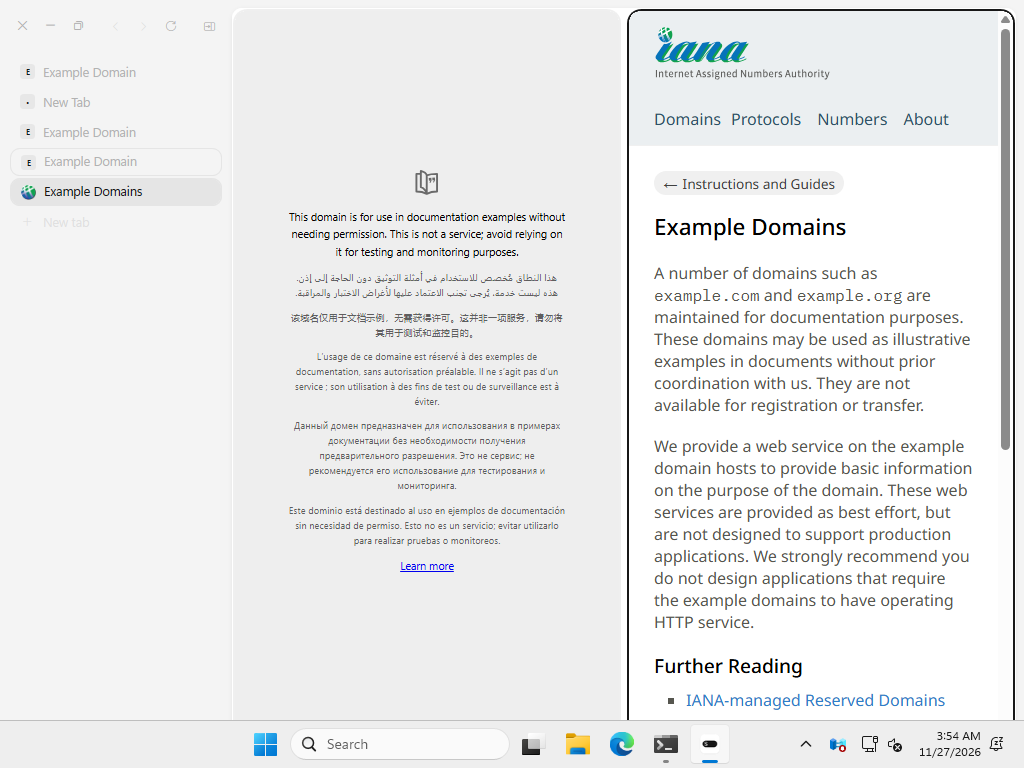 E Example Domain
New Tab
E Example Domain
E Example Domain
Example Domains
+ New tab
This domain is for use in documentation examples without
needing permission. This is not a service; avoid relying on
it for testing and monitoring purposes.
هذا النطاق مُخصص للاستخدام في أمثلة التوثيق دون الحاجة إلى إذن.
هذه ليست خدمة، يُرجى تجنب الاعتماد عليها لأغراض الاختبار والمراقبة.
该域名仅用于文档示例，无需获得许可。这并非一项服务，请勿将
其用于测试和监控目的。
L'usage de ce domaine est réservé à des exemples de
documentation, sans autorisation préalable. Il ne s'agit pas d'un
service ; son utilisation à des fins de test ou de surveillance est à
éviter.
Данный домен предназначен для использования в примерах
документации без необходимости получения
предварительного разрешения. Это не сервис; не
рекомендуется его использование для тестирования и
мониторинга.
Este dominio está destinado al uso en ejemplos de documentación
sin necesidad de permiso. Esto no es un servicio; evitar utilizarlo
para realizar pruebas o monitoreos.
Learn more
iana
Internet Assigned Numbers Authority
Domains Protocols Numbers About
← Instructions and Guides
Example Domains
A number of domains such as
example.com and example.org are
maintained for documentation purposes.
These domains may be used as illustrative
examples in documents without prior
coordination with us. They are not
available for registration or transfer.
We provide a web service on the example
domain hosts to provide basic information
on the purpose of the domain. These web
services are provided as best effort, but
are not designed to support production
applications. We strongly recommend you
do not design applications that require
the example domains to have operating
HTTP service.
Further Reading
IANA-managed Reserved Domains
Search
3:54 AM
11/27/2026